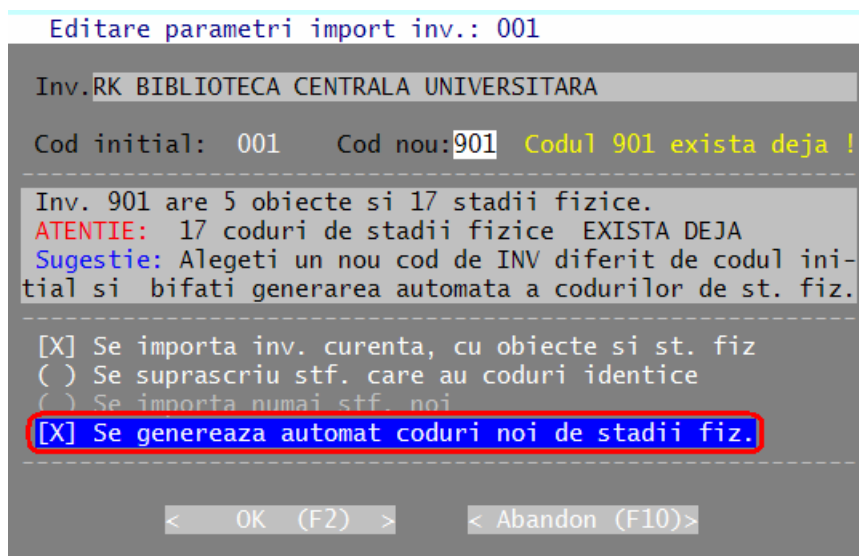 Editare parametri import inv.: 001
Inv.RK BIBLIOTECA CENTRALA UNIVERSITARA
Cod initial: 001 Cod nou:901 Codul 901 exista deja !
Inv. 901 are 5 obiecte si 17 stadii fizice.
ATENTIE: 17 coduri de stadii fizice EXISTA DEJA
Sugestie: Alegeti un nou cod de INV diferit de codul ini-
tial si bifati generarea automata a codurilor de st. fiz.
[X] Se importa inv. curenta, cu obiecte si st. fiz
( ) Se suprascriu stf. care au coduri identice
( ) Se importa numai stf. noi
[X] Se genereaza automat coduri noi de stadii fiz.
< OK (F2) > < Abandon (F10)>